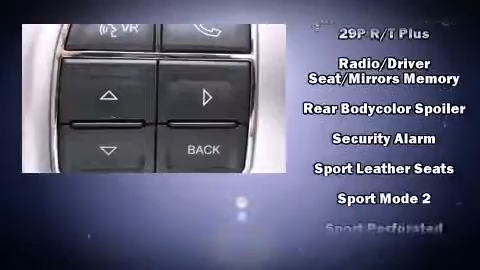 VR
BACK
29P R/T Plus
Radio/Driver
Seat/Mirrors Memory
Rear Bodycolor Spoiler
Security Alarm
Sport Leather Seats
Sport Mode 2
Sport Perforated